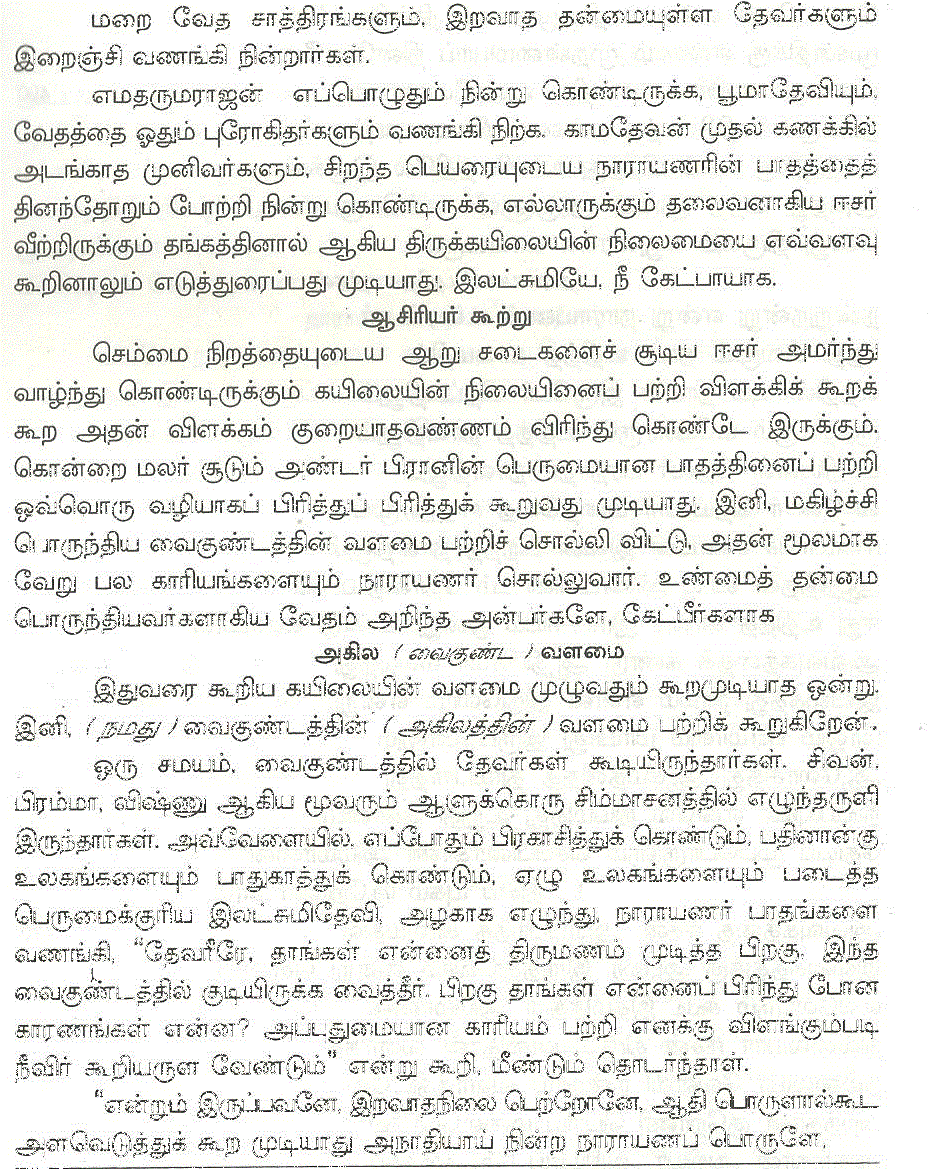 மறை வேத சாத்திரங்களும், இறவாத தன்மையுள்ள தேவர்களும்
இறைஞ்சி வணங்கி நின்றார்கள்.
எமதருமராஜன் எப்பொழுதும் நின்று கொண்டிருக்க, பூமாதேவியும்,
வேதத்தை ஓதும் புரோகிதர்களும் வணங்கி நிற்க. காமதேவன் முதல் கணக்கில்
அடங்காத முனிவர்களும், சிறந்த பெயரையுடைய நாராயணரின் பாதத்தைத்
தினந்தோறும் போற்றி நின்று கொண்டிருக்க, எல்லாருக்கும் தலைவனாகிய ஈசர்
வீற்றிருக்கும் தங்கத்தினால் ஆகிய திருக்கயிலையின் நிலைமையை எவ்வளவு
கூறினாலும் எடுத்துரைப்பது முடியாது. இலட்சுமியே, நீ கேட்பாயாக.
ஆசிரியர் கூற்று
செம்மை நிறத்தையுடைய ஆறு சடைகளைச் சூடிய ஈசர் அமர்ந்து
வாழ்ந்து கொண்டிருக்கும் கயிலையின் நிலையினைப் பற்றி விளக்கிக் கூறக்
கூற அதன் விளக்கம் குறையாதவண்ணம் விரிந்து கொண்டே இருக்கும்.
கொன்றை மலர் சூடும் அண்டர் பிரானின் பெருமையான பாதத்தினைப் பற்றி
ஒவ்வொரு வழியாகப் பிரித்துப் பிரித்துக் கூறுவது முடியாது. இனி, மகிழ்ச்சி
பொருந்திய வைகுண்டத்தின் வளமை பற்றிச் சொல்லி விட்டு, அதன் மூலமாக
வேறு பல காரியங்களையும் நாராயணர் சொல்லுவார். உண்மைத் தன்மை
பொருந்தியவர்களாகிய வேதம் அறிந்த அன்பர்களே, கேட்பீர்களாக
அகில (வைகுண்ட) வளமை
இதுவரை கூறிய கயிலையின் வளமை முழுவதும் கூறமுடியாத ஒன்று.
இனி, (நமது) வைகுண்டத்தின் (அகிலத்தின்) வளமை பற்றிக் கூறுகிறேன்.
ஒரு சமயம், வைகுண்டத்தில் தேவர்கள் கூடியிருந்தார்கள். சிவன்,
பிரம்மா, விஷ்ணு ஆகிய மூவரும் ஆளுக்கொரு சிம்மாசனத்தில் எழுந்தருளி
இருந்தார்கள். அவ்வேளையில், எப்போதும் பிரகாசித்துக் கொண்டும், பதினான்கு
உலகங்களையும் பாதுகாத்துக் கொண்டும், ஏழு உலகங்களையும் படைத்த
பெருமைக்குரிய இலட்சுமிதேவி, அழகாக எழுந்து, நாராயணர் பாதங்களை
வணங்கி, “தேவரீரே, தாங்கள் என்னைத் திருமணம் முடித்த பிறகு, இந்த
வைகுண்டத்தில் குடியிருக்க வைத்தீர். பிறகு தாங்கள் என்னைப் பிரிந்து போன
காரணங்கள் என்ன? அப்புதுமையான காரியம் பற்றி எனக்கு விளங்கும்படி
நீவிர் கூறியருள வேண்டும்” என்று கூறி, மீண்டும் தொடர்ந்தாள்.
“என்றும் இருப்பவனே, இறவாதநிலை பெற்றோனே, ஆதி பொருளால்கூட
அளவெடுத்துக் கூற முடியாது அநாதியாய் நின்ற நாராயணப் பொருளே,